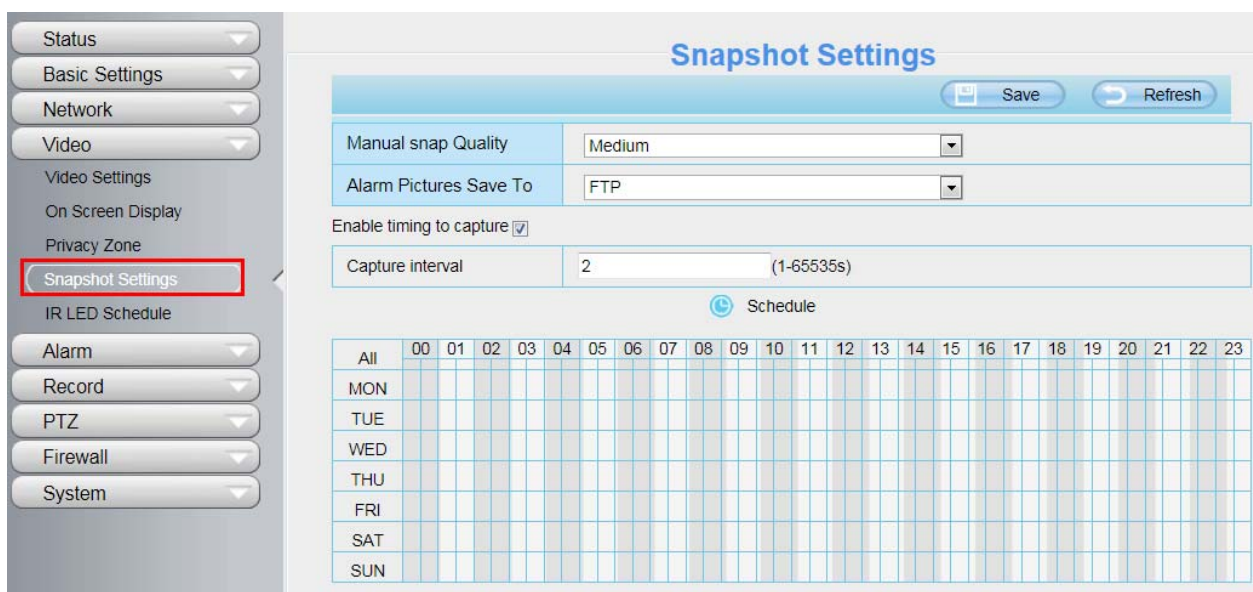 Status
Basic Settings
Network
Video
Video Settings
On Screen Display
Privacy Zone
Snapshot Settings
IR LED Schedule
Alarm
Record
PTZ
Firewall
System
Snapshot Settings
Save Refresh
Manual snap Quality Medium
Alarm Pictures Save To FTP
Enable timing to capture
Capture interval 2 (1-65535s)
Schedule
All 00 01 02 03 04 05 06 07 08 09 10 11 12 13 14 15 16 17 18 19 20 21 22 23
MON
TUE
WED
THU
FRI
SAT
SUN